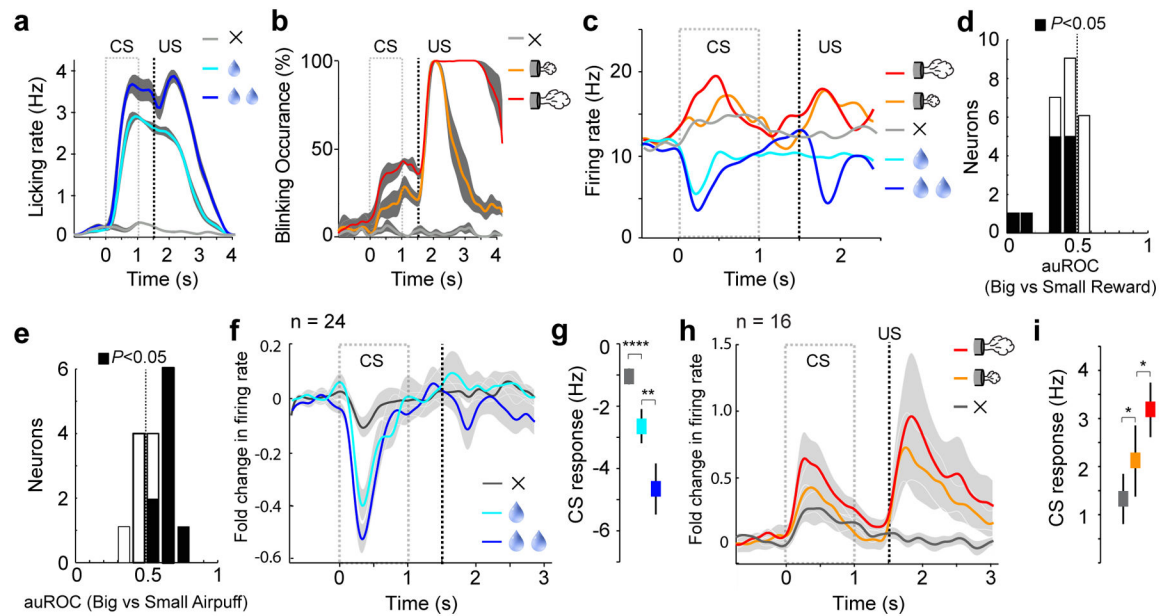 a
CS
US
×
Licking rate (Hz)
4
3
2
1
0
0 1 2 3 4
Time (s)
b
CS
US
×
Blinking Occurance (%)
100
50
0
0 1 2 3 4
Time (s)
c
CS
US
×
Firing rate (Hz)
25
20
15
10
5
0
0 1 2
Time (s)
d
P<0.05
Neurons
10
8
6
4
2
0
0 0.5 1
auROC
(Big vs Small Reward)
e
P<0.05
Neurons
6
4
2
0
0 0.5 1
auROC (Big vs Small Airpuff)
f
n = 24
CS
×
Fold change in firing rate
0.2
0
-0.2
-0.4
-0.6
0 1 2 3
Time (s)
g
CS response (Hz)
0
-2
-4
-6
****
**
h
n = 16
US
CS
×
Fold change in firing rate
1.5
1.0
0.5
0
0 1 2 3
Time (s)
i
CS response (Hz)
4
3
2
1
*
*